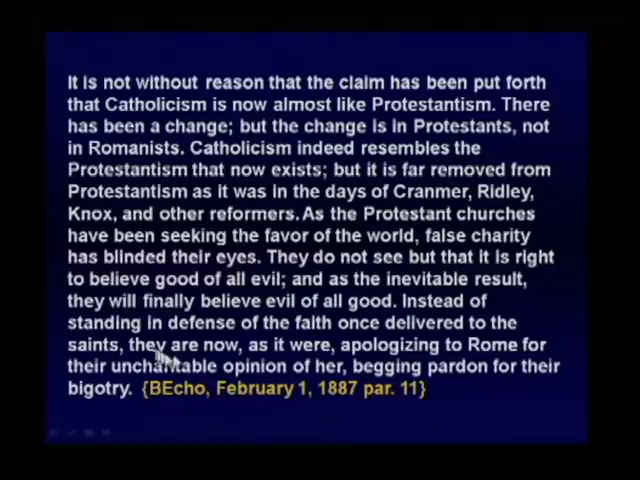 It is not without reason that the claim has been put forth
that Catholicism is now almost like Protestantism. There
has been a change; but the change is in Protestants, not
in Romanists. Catholicism indeed resembles the
Protestantism that now exists; but it is far removed from
Protestantism as it was in the days of Cranmer, Ridley,
Knox, and other reformers. As the Protestant churches
have been seeking the favor of the world, false charity
has blinded their eyes. They do not see but that it is right
to believe good of all evil; and as the inevitable result,
they will finally believe evil of all good. Instead of
standing in defense of the faith once delivered to the
saints, they are now, as it were, apologizing to Rome for
their uncharitable opinion of her, begging pardon for their
bigotry. {BEcho, February 1, 1887 par. 11}